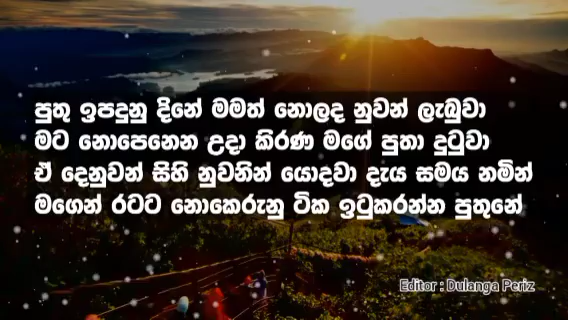 පුතු ඉපදුනු දිනේ මමත් නොලද නුවන් ලැබුවා
මට නොපෙනෙන උදා කිරණ මගේ පුතා දුටුවා
ඒ දෙනුවන් සිහි නුවනින් යොදවා දැය සමය නමින්
මගෙන් රටට නොකෙරුනු ටික ඉටුකරන්න පුතුනේ
Editor : Dulanga Periz